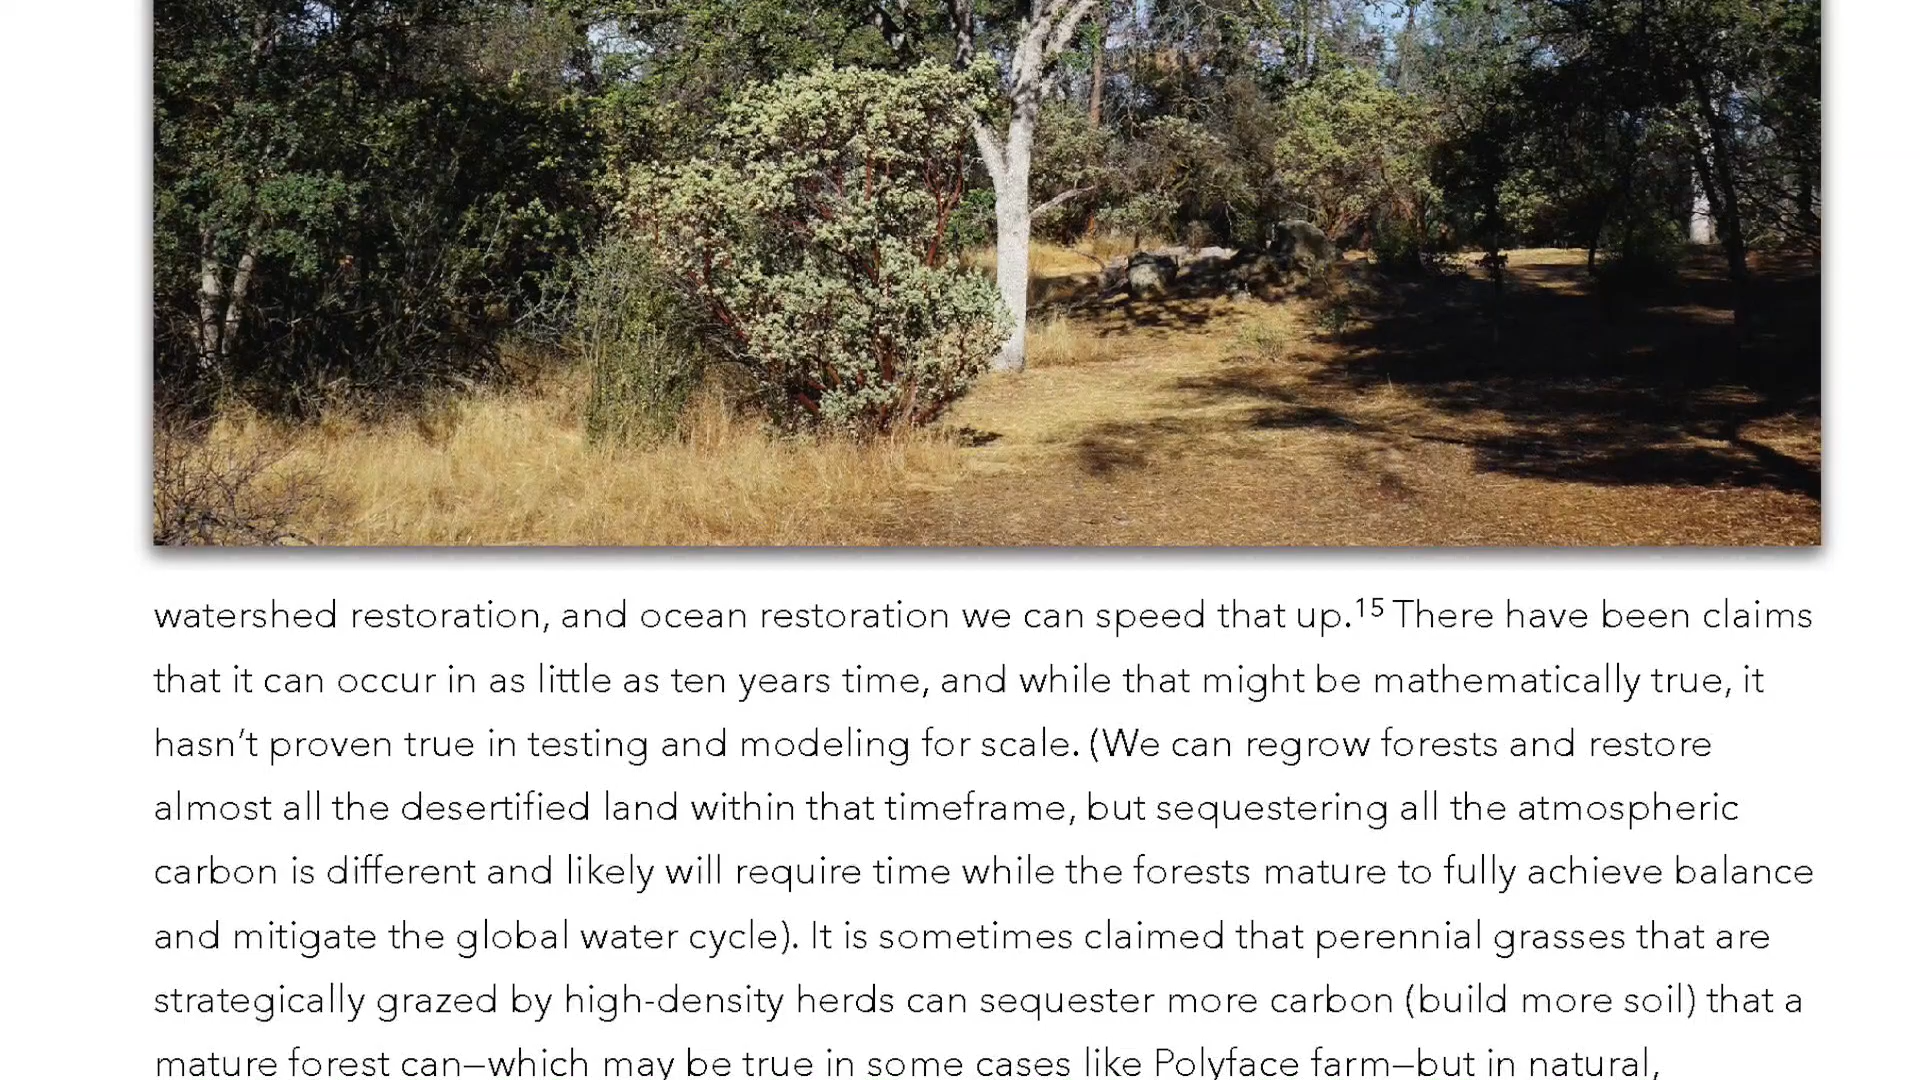 watershed restoration, and ocean restoration we can speed that up.15 There have been claims
that it can occur in as little as ten years time, and while that might be mathematically true, it
hasn’t proven true in testing and modeling for scale. (We can regrow forests and restore
almost all the desertified land within that timeframe, but sequestering all the atmospheric
carbon is different and likely will require time while the forests mature to fully achieve balance
and mitigate the global water cycle). It is sometimes claimed that perennial grasses that are
strategically grazed by high-density herds can sequester more carbon (build more soil) that a
mature forest can—which may be true in some cases like Polyface farm—but in natural,